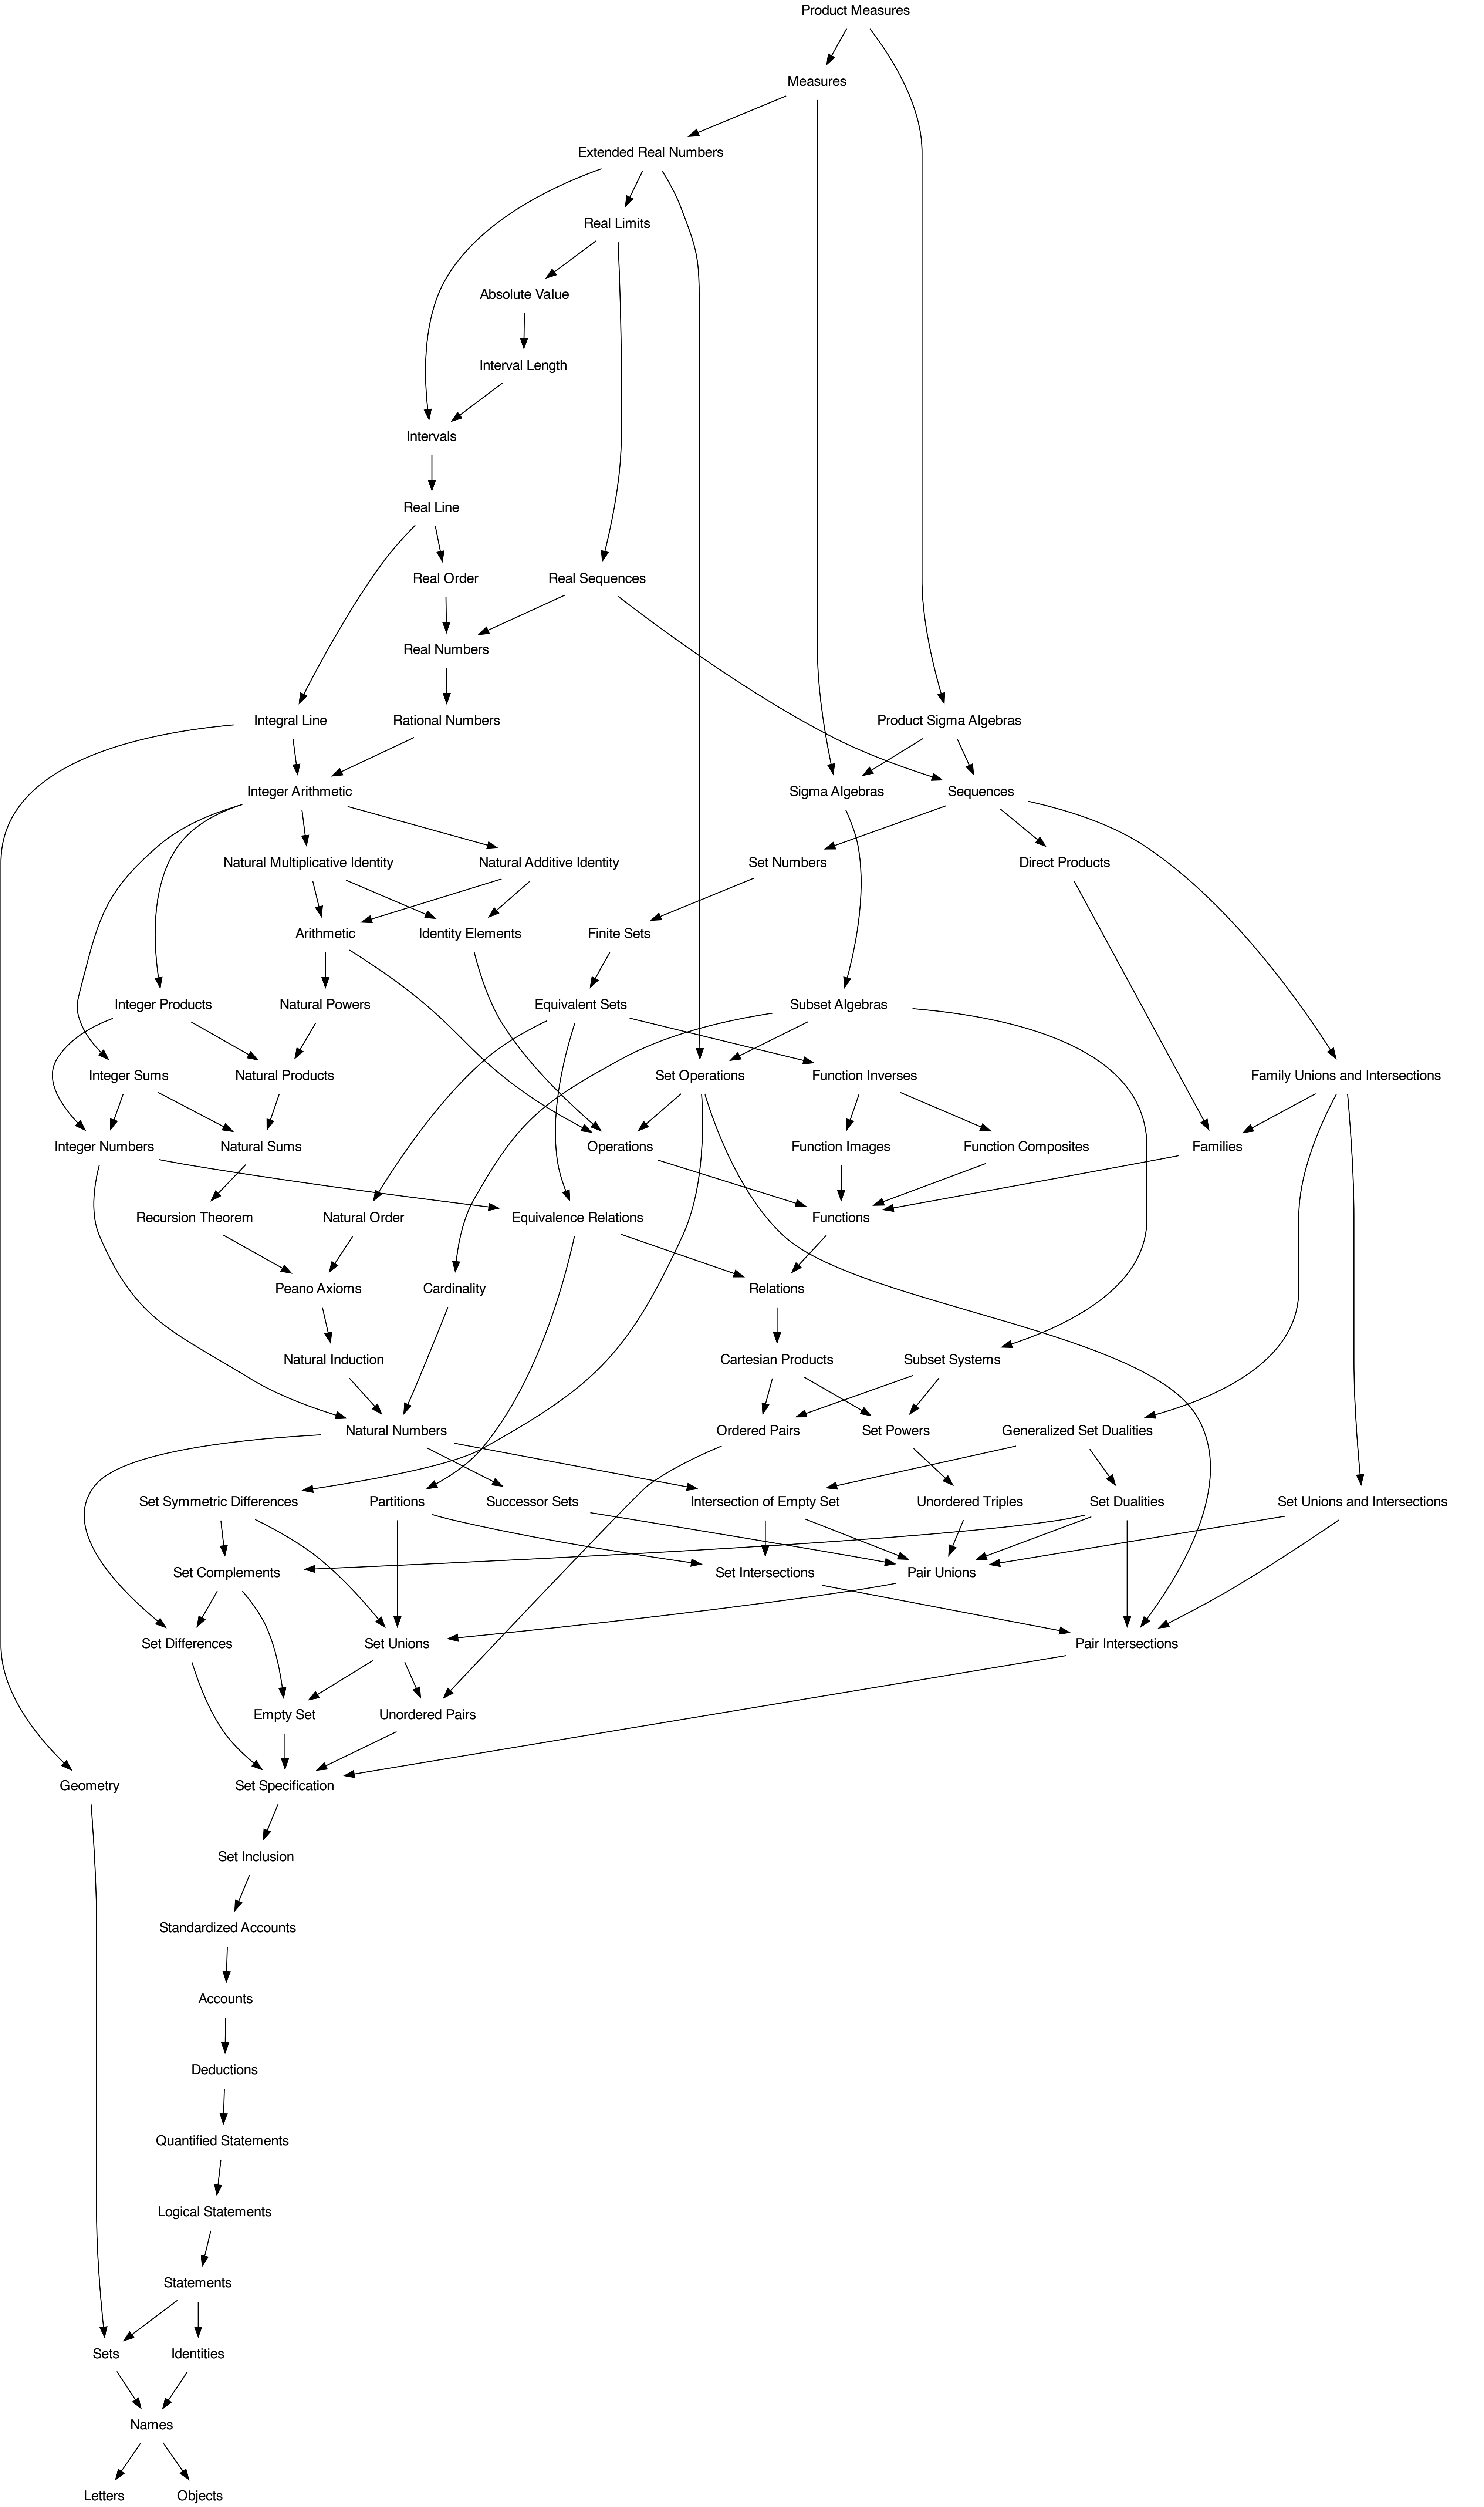 Product Measures
Measures
Extended Real Numbers
Real Limits
Absolute Value
Interval Length
Intervals
Real Line
Real Order
Real Sequences
Real Numbers
Integral Line
Rational Numbers
Product Sigma Algebras
Integer Arithmetic
Sigma Algebras
Sequences
Natural Multiplicative Identity
Natural Additive Identity
Set Numbers
Direct Products
Arithmetic
Identity Elements
Finite Sets
Integer Products
Natural Powers
Equivalent Sets
Subset Algebras
Integer Sums
Natural Products
Set Operations
Function Inverses
Family Unions and Intersections
Integer Numbers
Natural Sums
Operations
Function Images
Function Composites
Families
Recursion Theorem
Natural Order
Equivalence Relations
Functions
Peano Axioms
Cardinality
Relations
Natural Induction
Cartesian Products
Subset Systems
Natural Numbers
Ordered Pairs
Set Powers
Generalized Set Dualities
Set Symmetric Differences
Partitions
Successor Sets
Intersection of Empty Set
Unordered Triples
Set Dualities
Set Unions and Intersections
Set Complements
Set Intersections
Pair Unions
Set Differences
Set Unions
Pair Intersections
Empty Set
Unordered Pairs
Geometry
Set Specification
Set Inclusion
Standardized Accounts
Accounts
Deductions
Quantified Statements
Logical Statements
Statements
Sets
Identities
Names
Letters
Objects